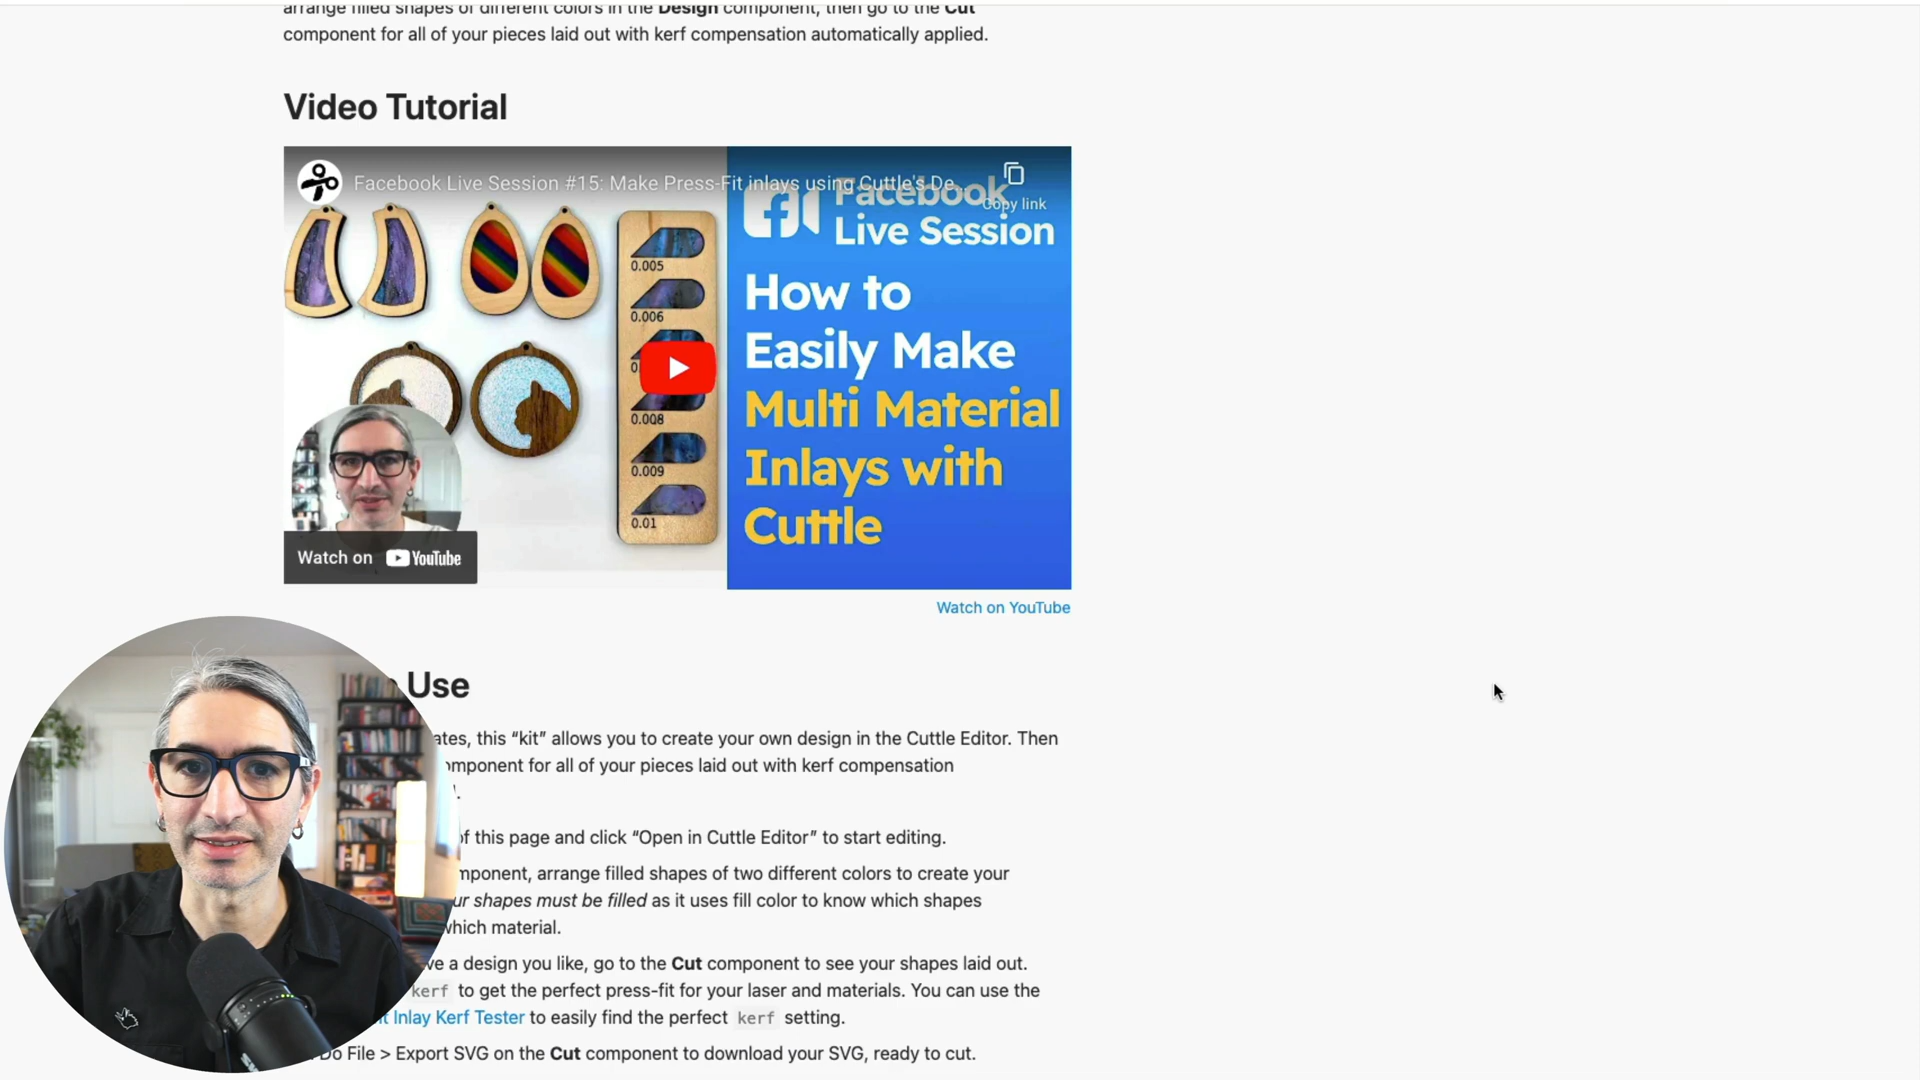 arrange filled shapes of different colors in the Design component, then go to the Cut
component for all of your pieces laid out with kerf compensation automatically applied.
Video Tutorial
Facebook Live Session #15: Make Press-Fit inlays using Cuttle's De...
Copy link
Facebook
Live Session
How to
Easily Make
Multi Material
Inlays with
Cuttle
0.005
0.006
0.008
0.009
0.01
Watch on YouTube
Watch on YouTube
Use
ates, this “kit” allows you to create your own design in the Cuttle Editor. Then
mponent for all of your pieces laid out with kerf compensation
of this page and click “Open in Cuttle Editor” to start editing.
mponent, arrange filled shapes of two different colors to create your
ur shapes must be filled as it uses fill color to know which shapes
which material.
ve a design you like, go to the Cut component to see your shapes laid out.
kerf to get the perfect press-fit for your laser and materials. You can use the
t Inlay Kerf Tester to easily find the perfect kerf setting.
Do File > Export SVG on the Cut component to download your SVG, ready to cut.